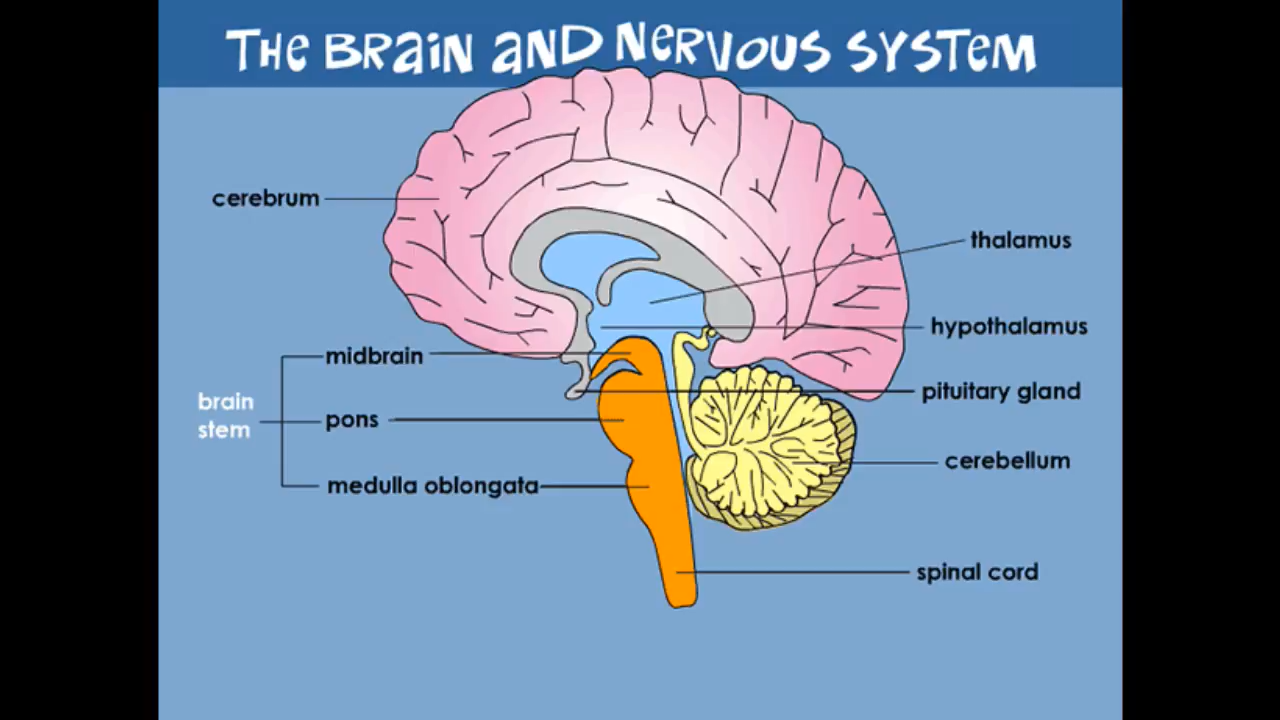 THE BRAIN AND NERVOUS SYSTEM
cerebrum
thalamus
hypothalamus
midbrain
pituitary gland
brain
stem
pons
cerebellum
medulla oblongata
spinal cord